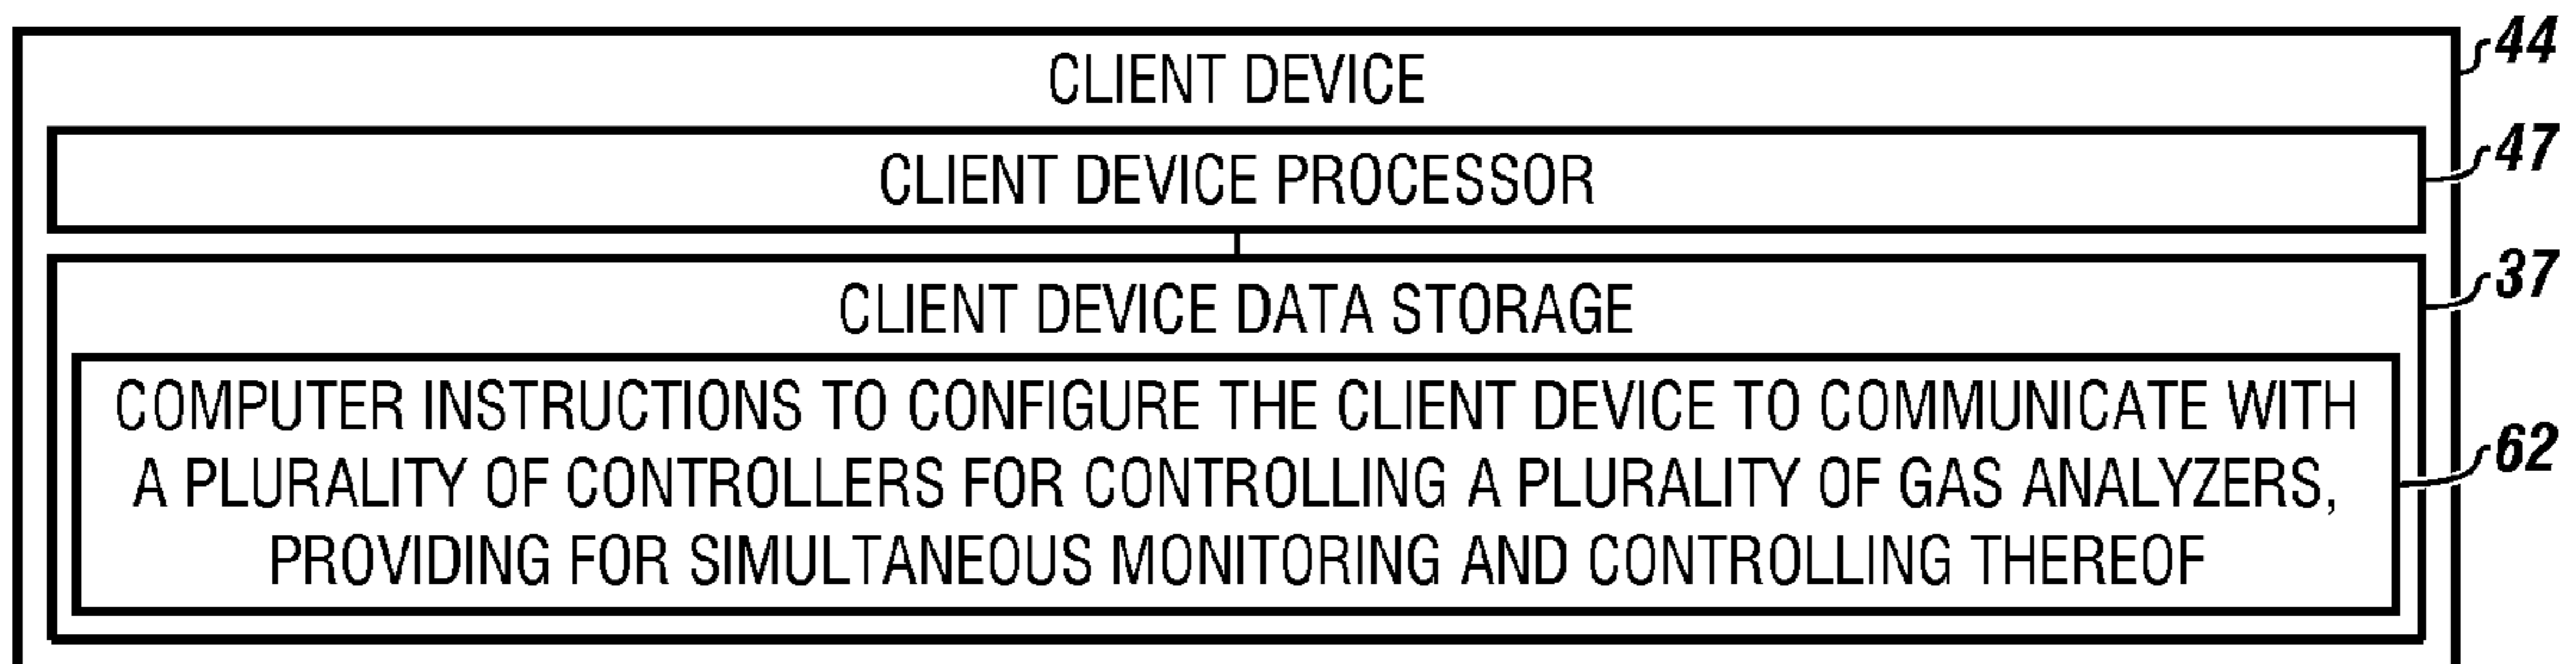 CLIENT DEVICE
44
CLIENT DEVICE PROCESSOR
47
CLIENT DEVICE DATA STORAGE
37
COMPUTER INSTRUCTIONS TO CONFIGURE THE CLIENT DEVICE TO COMMUNICATE WITH
A PLURALITY OF CONTROLLERS FOR CONTROLLING A PLURALITY OF GAS ANALYZERS,
PROVIDING FOR SIMULTANEOUS MONITORING AND CONTROLLING THEREOF
62